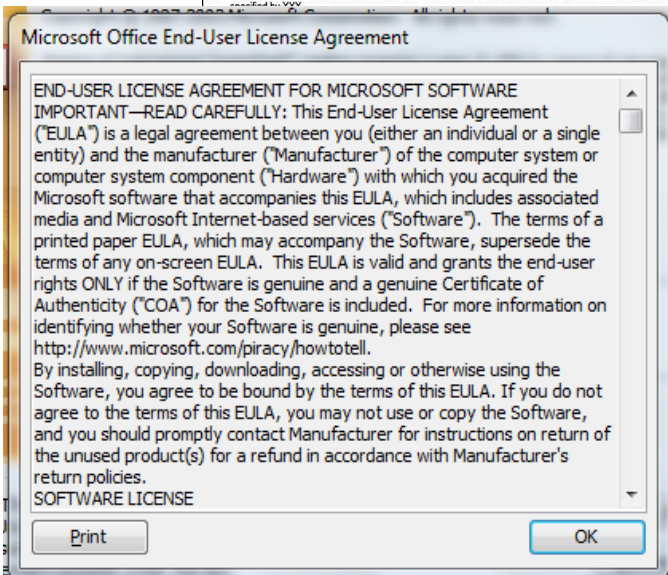 specified by XXX
Microsoft Office End-User License Agreement
END-USER LICENSE AGREEMENT FOR MICROSOFT SOFTWARE
IMPORTANT—READ CAREFULLY: This End-User License Agreement
("EULA") is a legal agreement between you (either an individual or a single
entity) and the manufacturer ("Manufacturer") of the computer system or
computer system component ("Hardware") with which you acquired the
Microsoft software that accompanies this EULA, which includes associated
media and Microsoft Internet-based services ("Software").  The terms of a
printed paper EULA, which may accompany the Software, supersede the
terms of any on-screen EULA.  This EULA is valid and grants the end-user
rights ONLY if the Software is genuine and a genuine Certificate of
Authenticity ("COA") for the Software is included.  For more information on
identifying whether your Software is genuine, please see
http://www.microsoft.com/piracy/howtotell.
By installing, copying, downloading, accessing or otherwise using the
Software, you agree to be bound by the terms of this EULA. If you do not
agree to the terms of this EULA, you may not use or copy the Software,
and you should promptly contact Manufacturer for instructions on return of
the unused product(s) for a refund in accordance with Manufacturer's
return policies.
SOFTWARE LICENSE
Print
OK